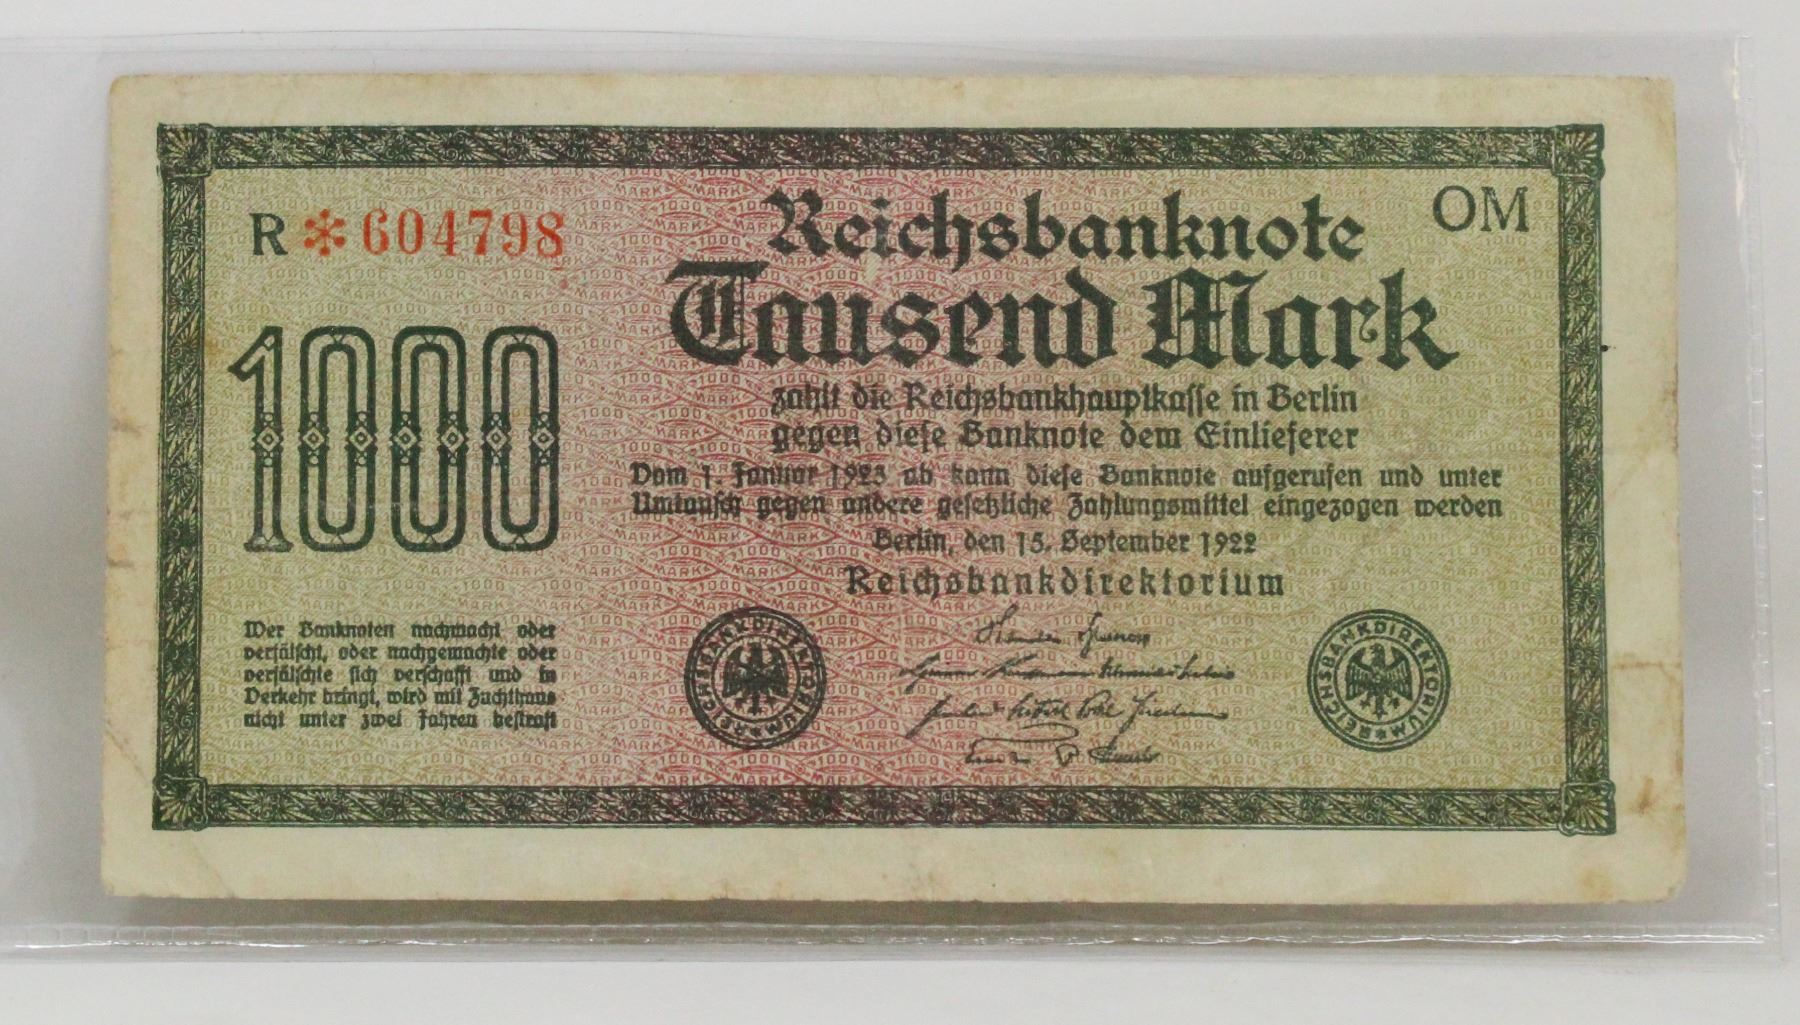 R * 604798
OM
Reichsbanknote
Tausend Mark
1000
zahlt die Reichsbankhauptkasse in Berlin
gegen diese Banknote dem Einlieferer
Vom 1. Januar 1923 ab kann diese Banknote aufgerufen und unter
Umtausch gegen andere gesetzliche Zahlungsmittel eingezogen werden
Berlin, den 15. September 1922
Reichsbankdirektorium
Wer Banknoten nachmacht oder
verfälscht, oder nachgemachte oder
verfälschte sich verschafft und in
Verkehr bringt, wird mit Zuchthaus
nicht unter zwei Jahren bestraft
REICHSBANKDIREKTORIUM
REICHSBANKDIREKTORIUM